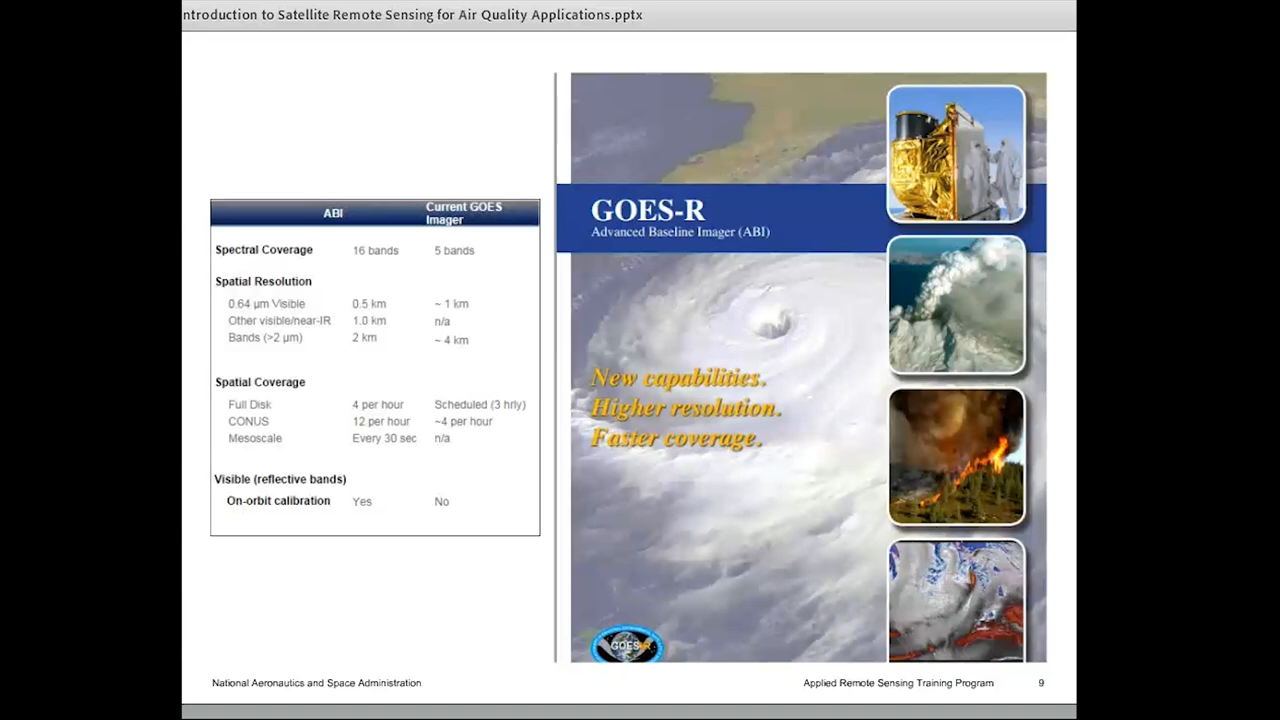 ntroduction to Satellite Remote Sensing for Air Quality Applications.pptx
ABI Current GOES Imager
Spectral Coverage 16 bands 5 bands
Spatial Resolution
0.64 µm Visible 0.5 km ~ 1 km
Other visible/near-IR 1.0 km n/a
Bands (>2 µm) 2 km ~ 4 km
Spatial Coverage
Full Disk 4 per hour Scheduled (3 hrly)
CONUS 12 per hour ~4 per hour
Mesoscale Every 30 sec n/a
Visible (reflective bands)
On-orbit calibration Yes No
GOES-R
Advanced Baseline Imager (ABI)
New capabilities.
Higher resolution.
Faster coverage.
GOES-R
National Aeronautics and Space Administration
Applied Remote Sensing Training Program 9